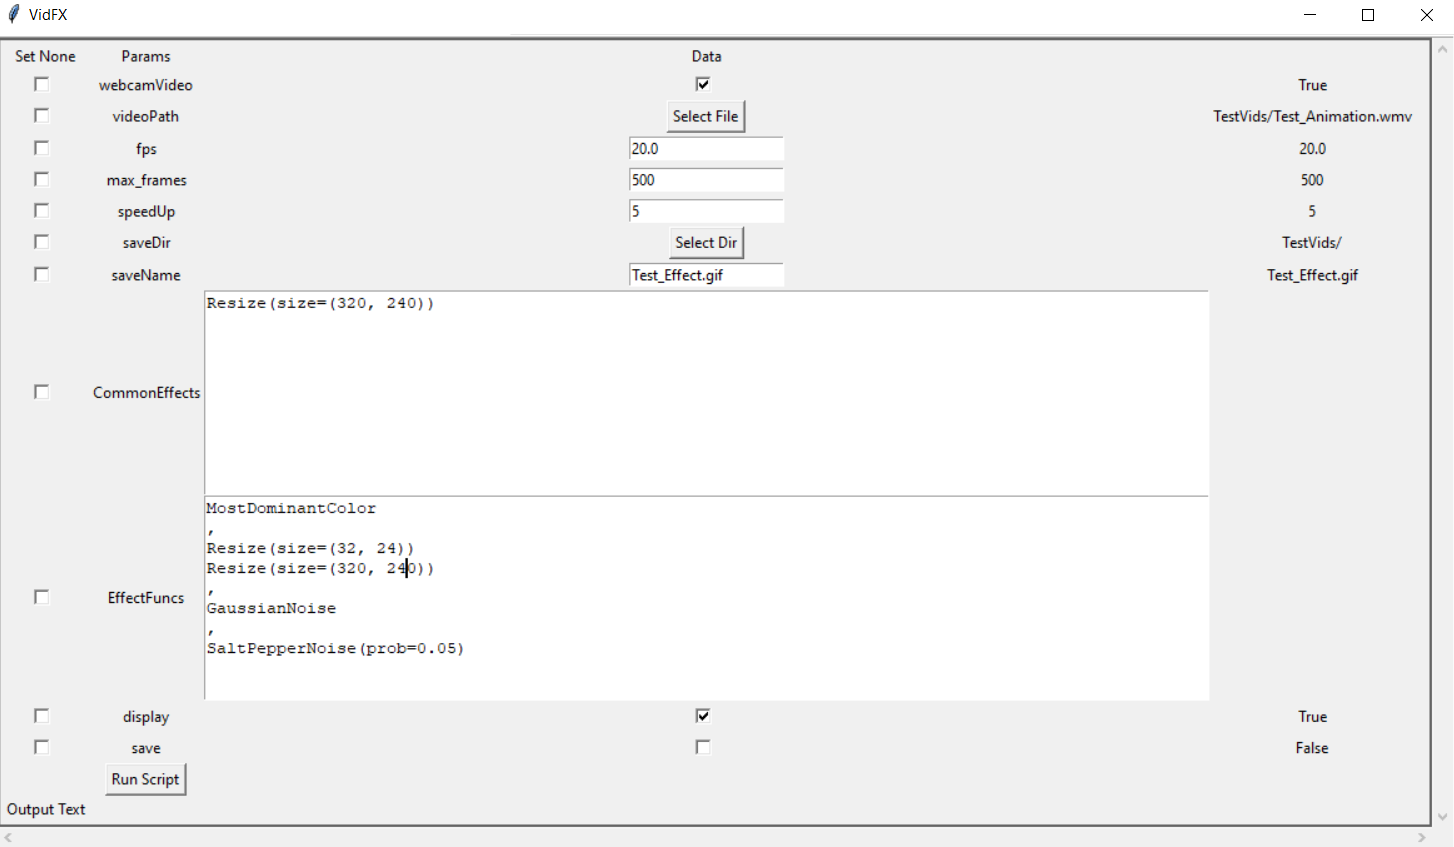 VidFX
Set None Params Data
webcamVideo True
videoPath Select File TestVids/Test_Animation.wmv
fps 20.0 20.0
max_frames 500 500
speedUp 5 5
saveDir Select Dir TestVids/
saveName Test_Effect.gif Test_Effect.gif
CommonEffects
Resize(size=(320, 240))
EffectFuncs
MostDominantColor
,
Resize(size=(32, 24))
Resize(size=(320, 240))
,
GaussianNoise
,
SaltPepperNoise(prob=0.05)
display True
save False
Run Script
Output Text